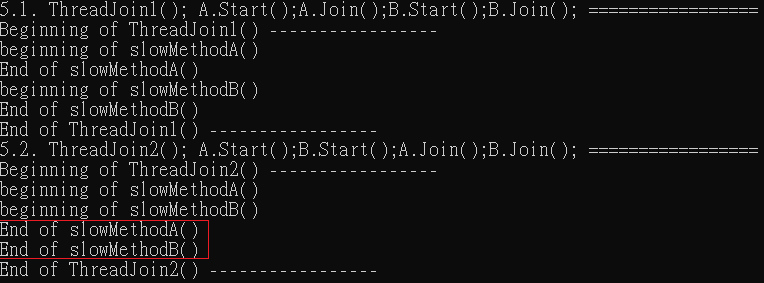 5.1. ThreadJoin1(); A.Start();A.Join();B.Start();B.Join(); =================
Beginning of ThreadJoin1() -----------------
beginning of slowMethodA()
End of slowMethodA()
beginning of slowMethodB()
End of slowMethodB()
End of ThreadJoin1() -----------------
5.2. ThreadJoin2(); A.Start();B.Start();A.Join();B.Join(); =================
Beginning of ThreadJoin2() -----------------
beginning of slowMethodA()
beginning of slowMethodB()
End of slowMethodA()
End of slowMethodB()
End of ThreadJoin2() -----------------